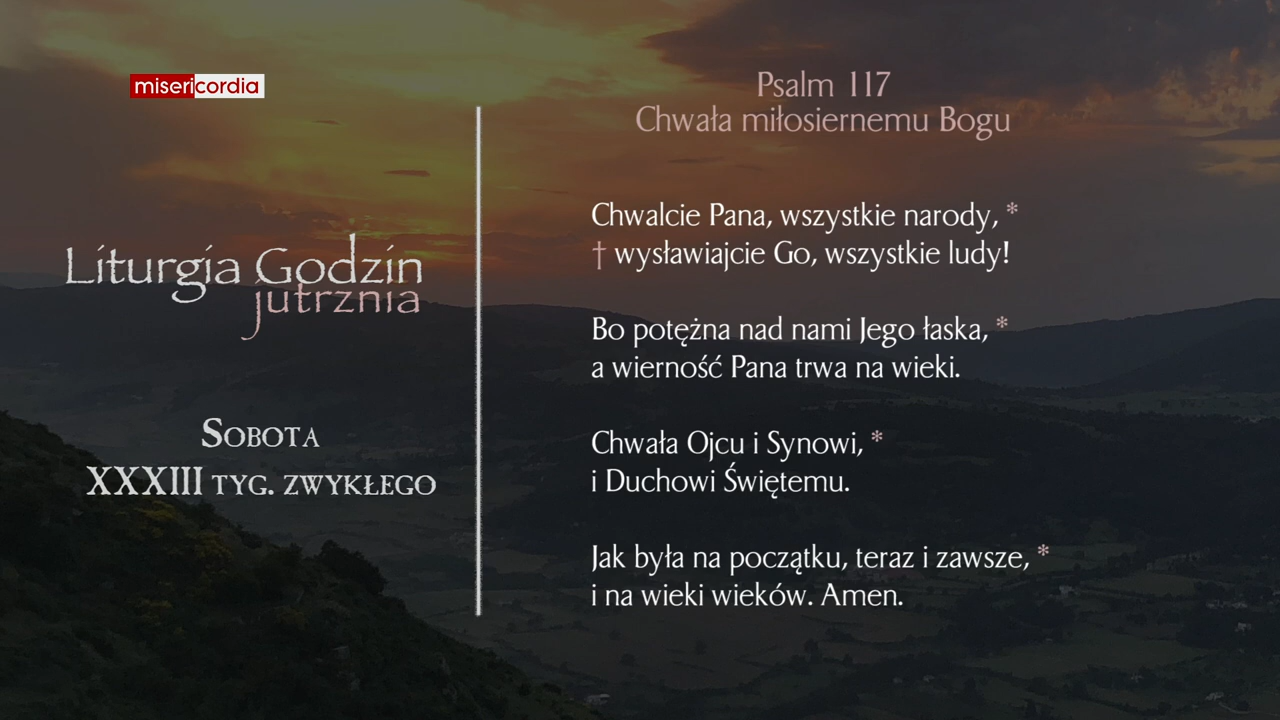 misericordia
Liturgia Godzin
jutrznia
Sobota
XXXIII tyg. zwykłego
Psalm 117
Chwała miłosiernemu Bogu
Chwalcie Pana, wszystkie narody, *
† wysławiajcie Go, wszystkie ludy!
Bo potężna nad nami Jego łaska, *
a wierność Pana trwa na wieki.
Chwała Ojcu i Synowi, *
i Duchowi Świętemu.
Jak była na początku, teraz i zawsze, *
i na wieki wieków. Amen.